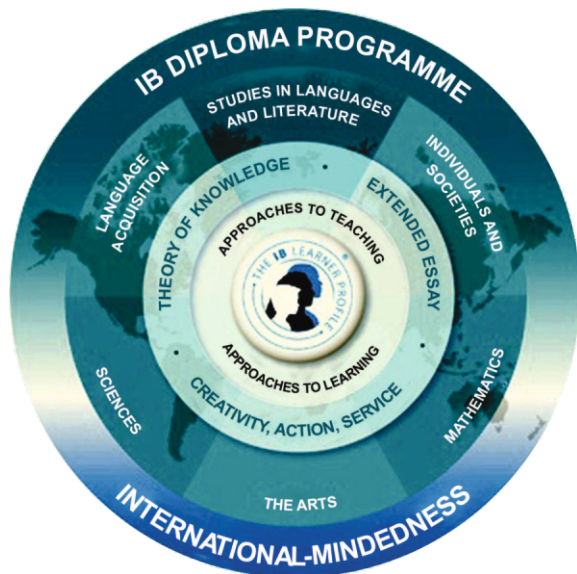 IB DIPLOMA PROGRAMME
STUDIES IN LANGUAGES
AND LITERATURE
LANGUAGE
ACQUISITION
INDIVIDUALS AND
SOCIETIES
THEORY OF KNOWLEDGE
EXTENDED ESSAY
APPROACHES TO TEACHING
THE IB LEARNER PROFILE
®
APPROACHES TO LEARNING
CREATIVITY, ACTION, SERVICE
SCIENCES
MATHEMATICS
THE ARTS
INTERNATIONAL-MINDEDNESS